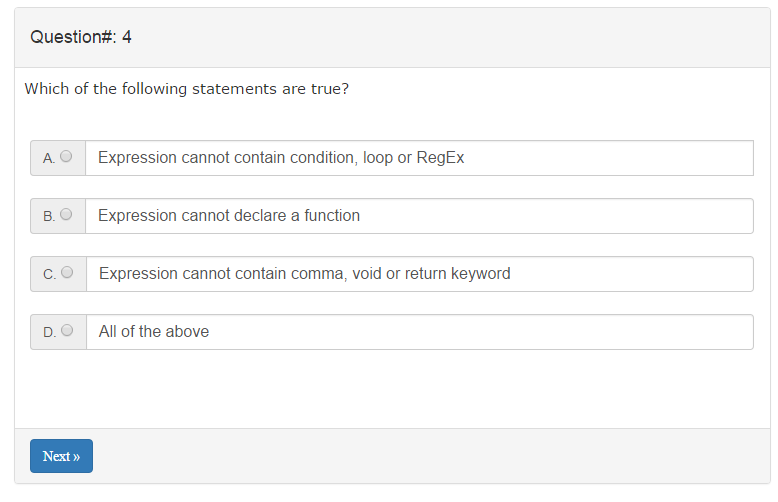 Question#: 4
Which of the following statements are true?
A. Expression cannot contain condition, loop or RegEx
B. Expression cannot declare a function
C. Expression cannot contain comma, void or return keyword
D. All of the above
Next »